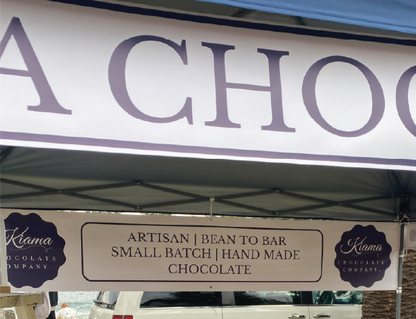 A CHOC
Kiama
CHOCOLATE
COMPANY
ARTISAN | BEAN TO BAR
SMALL BATCH | HAND MADE
CHOCOLATE
Kiama
CHOCOLATE
COMPANY